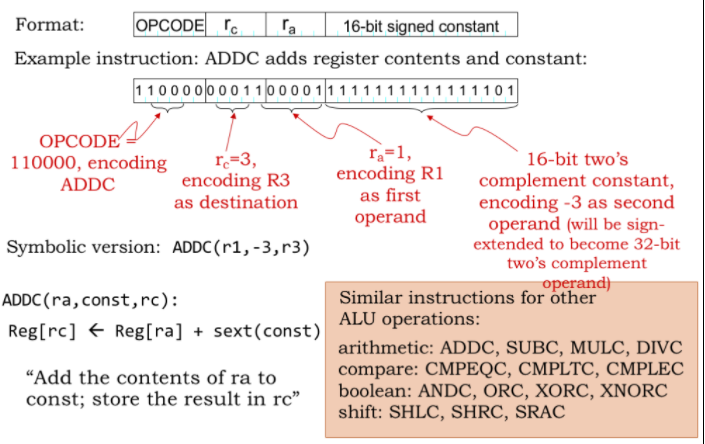 Format:
OPCODE rc ra 16-bit signed constant
Example instruction: ADDC adds register contents and constant:
11000000011000011111111111111101
OPCODE =
110000, encoding
ADDC
rc=3,
encoding R3
as destination
ra=1,
encoding R1
as first
operand
16-bit two’s
complement constant,
encoding -3 as second
operand (will be sign-
extended to become 32-bit
two’s complement
operand)
Symbolic version: ADDC(r1,-3,r3)
ADDC(ra,const,rc):
Reg[rc] ← Reg[ra] + sext(const)
“Add the contents of ra to
const; store the result in rc”
Similar instructions for other
ALU operations:
arithmetic: ADDC, SUBC, MULC, DIVC
compare: CMPEQC, CMPLTC, CMPLEC
boolean: ANDC, ORC, XORC, XNORC
shift: SHLC, SHRC, SRAC